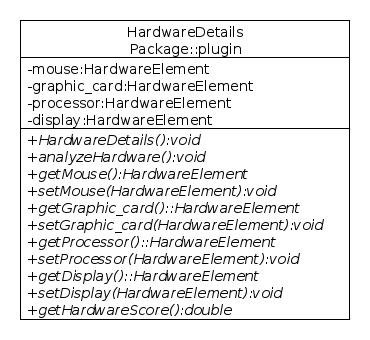 HardwareDetails
Package::plugin
-mouse:HardwareElement
-graphic_card:HardwareElement
-processor:HardwareElement
-display:HardwareElement
+HardwareDetails():void
+analyzeHardware():void
+getMouse():HardwareElement
+setMouse(HardwareElement):void
+getGraphic_card()::HardwareElement
+setGraphic_card(HardwareElement):void
+getProcessor()::HardwareElement
+setProcessor(HardwareElement):void
+getDisplay()::HardwareElement
+setDisplay(HardwareElement):void
+getHardwareScore():double